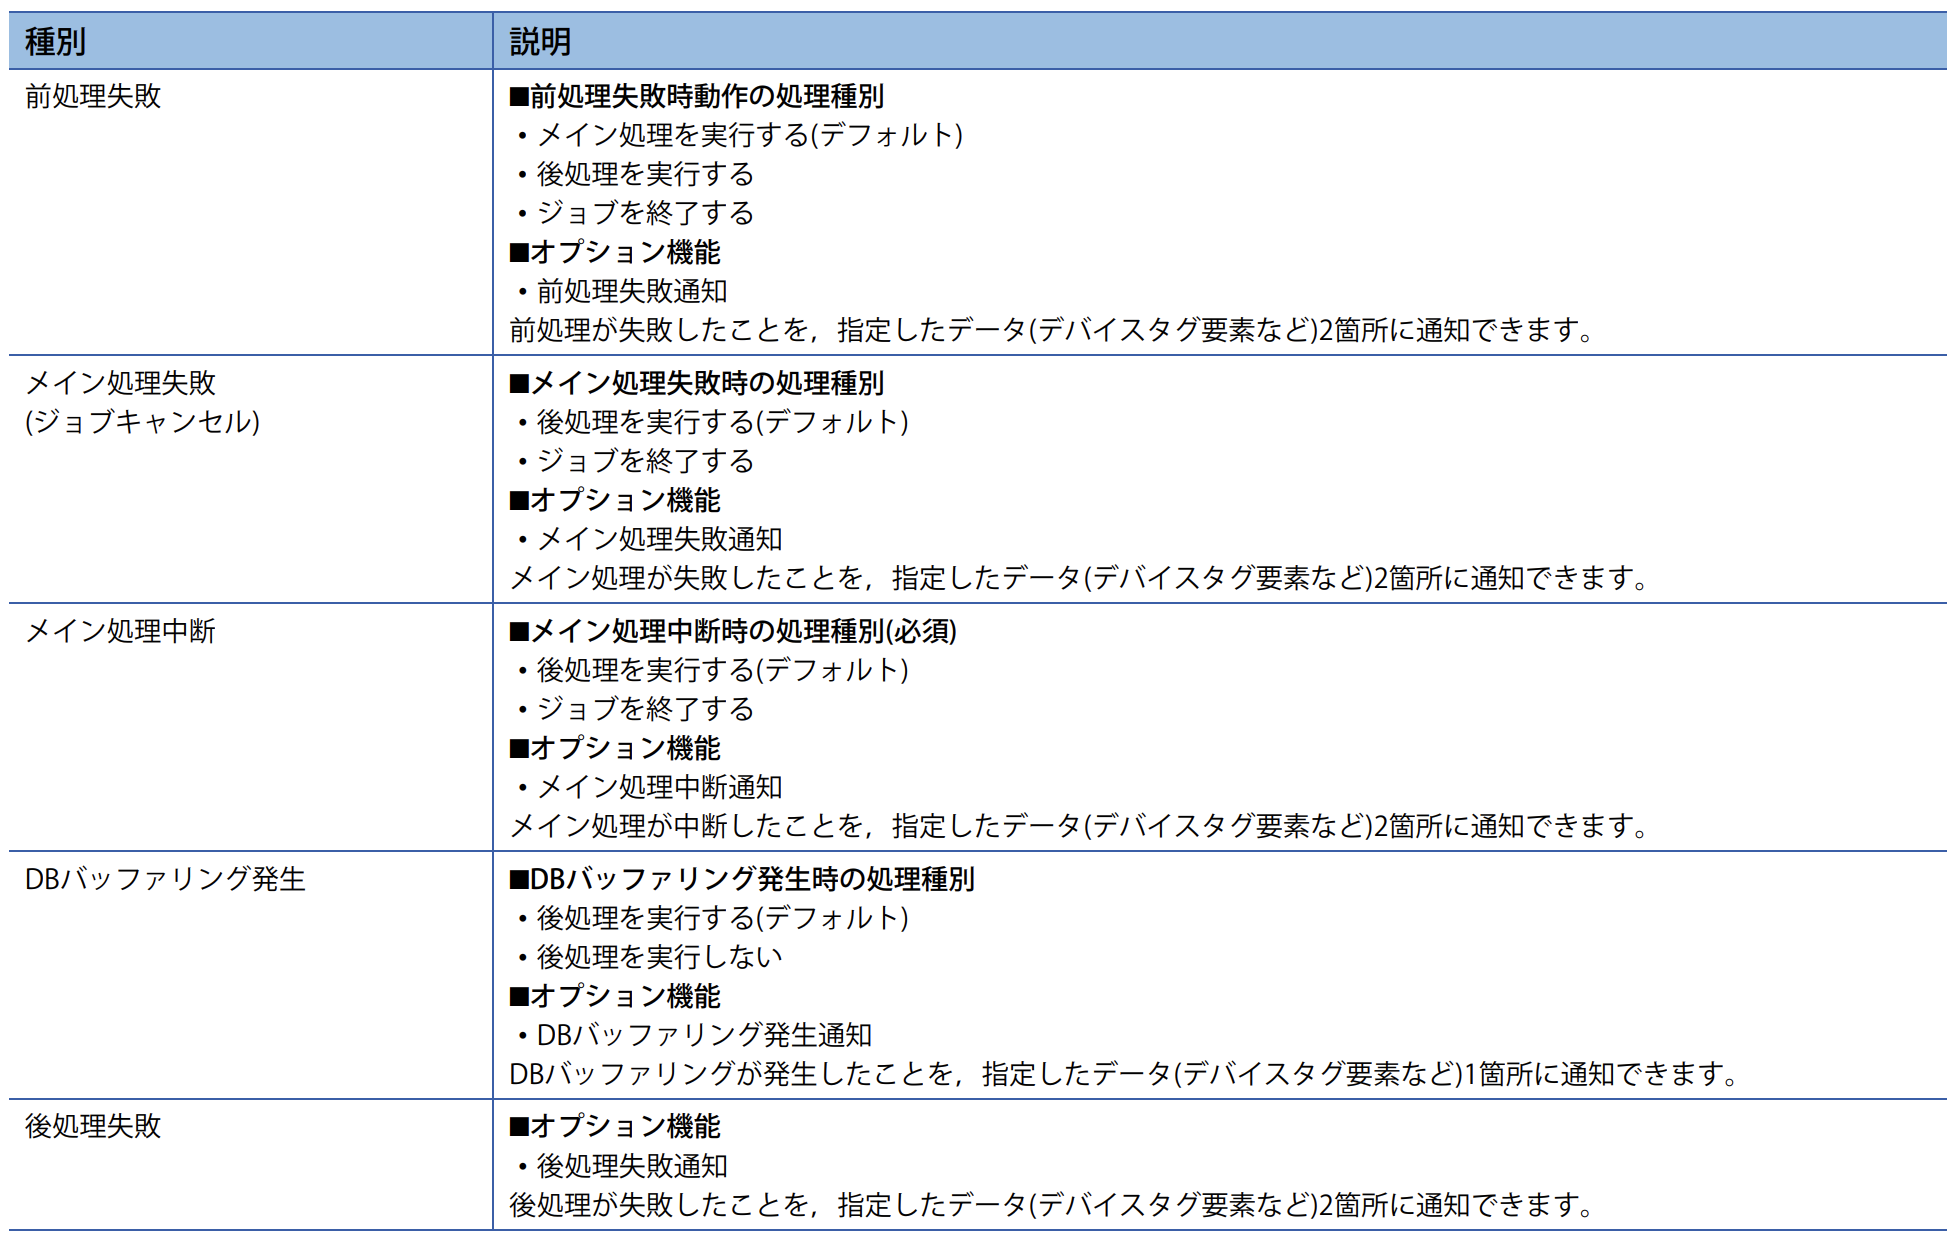 種別
説明
前処理失敗
■前処理失敗時動作の処理種別
・メイン処理を実行する(デフォルト)
・後処理を実行する
・ジョブを終了する
■オプション機能
・前処理失敗通知
前処理が失敗したことを，指定したデータ(デバイスタグ要素など)2箇所に通知できます。
メイン処理失敗
(ジョブキャンセル)
■メイン処理失敗時の処理種別
・後処理を実行する(デフォルト)
・ジョブを終了する
■オプション機能
・メイン処理失敗通知
メイン処理が失敗したことを，指定したデータ(デバイスタグ要素など)2箇所に通知できます。
メイン処理中断
■メイン処理中断時の処理種別(必須)
・後処理を実行する(デフォルト)
・ジョブを終了する
■オプション機能
・メイン処理中断通知
メイン処理が中断したことを，指定したデータ(デバイスタグ要素など)2箇所に通知できます。
DBバッファリング発生
■DBバッファリング発生時の処理種別
・後処理を実行する(デフォルト)
・後処理を実行しない
■オプション機能
・DBバッファリング発生通知
DBバッファリングが発生したことを，指定したデータ(デバイスタグ要素など)1箇所に通知できます。
後処理失敗
■オプション機能
・後処理失敗通知
後処理が失敗したことを，指定したデータ(デバイスタグ要素など)2箇所に通知できます。